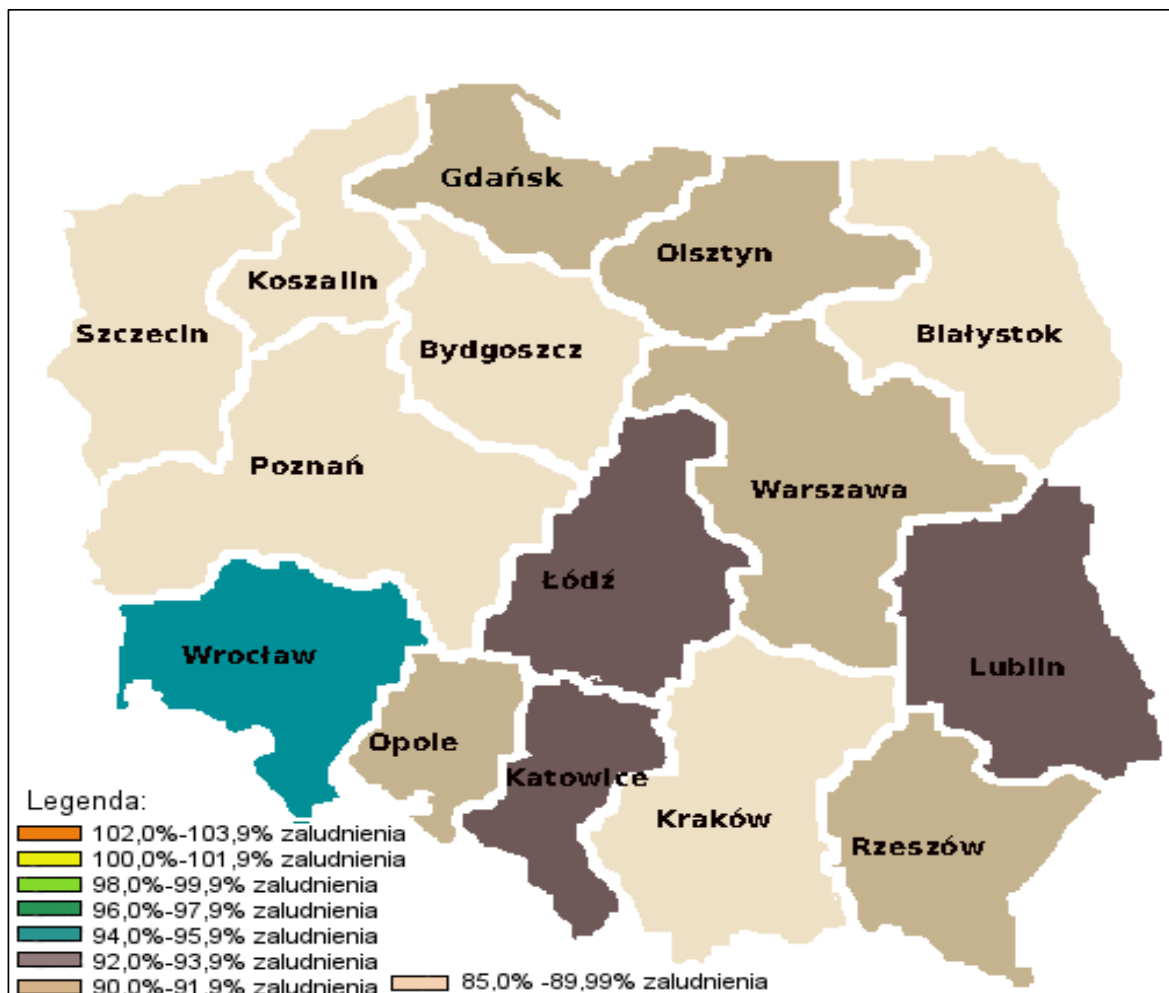 Gdańsk
Olsztyn
Koszalin
Szczecin
Bydgoszcz
Białystok
Poznań
Warszawa
Łódź
Wrocław
Lublin
Opole
Katowice
Kraków
Rzeszów
Legenda:
102,0%-103,9% zaludnienia
100,0%-101,9% zaludnienia
98,0%-99,9% zaludnienia
96,0%-97,9% zaludnienia
94,0%-95,9% zaludnienia
92,0%-93,9% zaludnienia
90,0%-91,9% zaludnienia
85,0% -89,99% zaludnienia